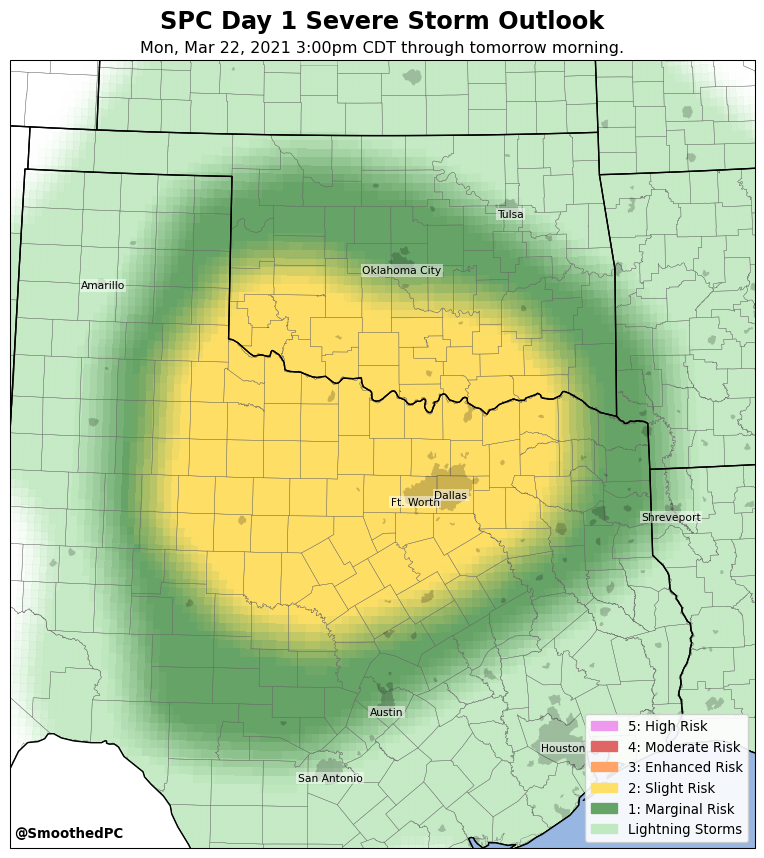 SPC Day 1 Severe Storm Outlook
Mon, Mar 22, 2021 3:00pm CDT through tomorrow morning.
Tulsa
Oklahoma City
Amarillo
Dallas
Ft. Worth
Shreveport
Austin
Houston
San Antonio
5: High Risk
4: Moderate Risk
3: Enhanced Risk
2: Slight Risk
1: Marginal Risk
Lightning Storms
@SmoothedPC